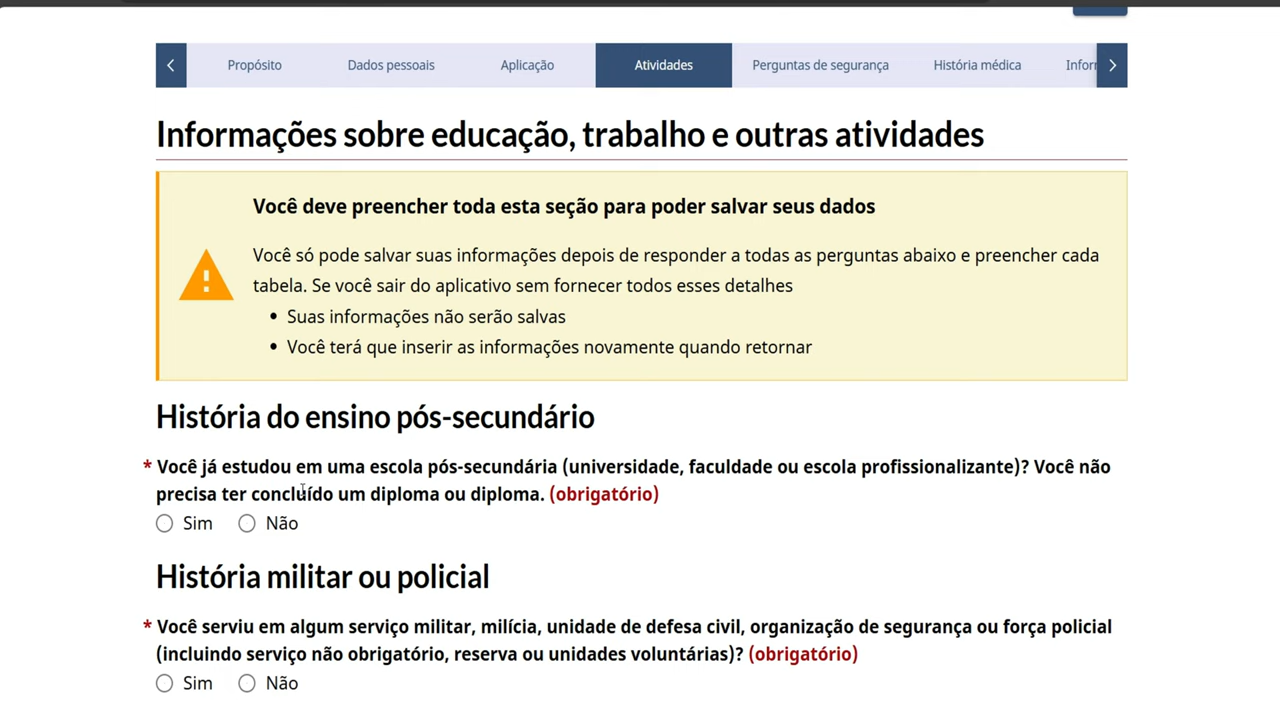 Propósito Dados pessoais Aplicação Atividades Perguntas de segurança História médica Infor
Informações sobre educação, trabalho e outras atividades
Você deve preencher toda esta seção para poder salvar seus dados
Você só pode salvar suas informações depois de responder a todas as perguntas abaixo e preencher cada
tabela. Se você sair do aplicativo sem fornecer todos esses detalhes
• Suas informações não serão salvas
• Você terá que inserir as informações novamente quando retornar
História do ensino pós-secundário
* Você já estudou em uma escola pós-secundária (universidade, faculdade ou escola profissionalizante)? Você não
precisa ter concluído um diploma ou diploma. (obrigatório)
Sim Não
História militar ou policial
* Você serviu em algum serviço militar, milícia, unidade de defesa civil, organização de segurança ou força policial
(incluindo serviço não obrigatório, reserva ou unidades voluntárias)? (obrigatório)
Sim Não